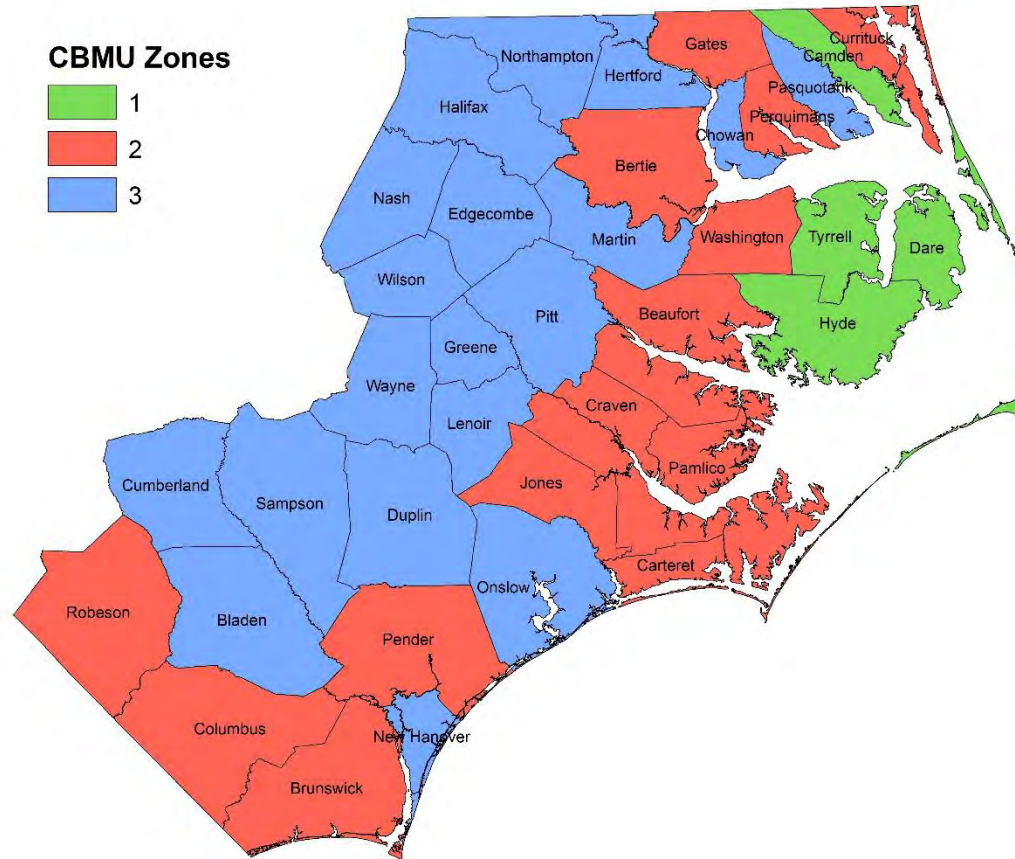 CBMU Zones
1
2
3
Gates
Currituck
Camden
Northampton
Hertford
Pasquotank
Halifax
Perquimans
Chowan
Bertie
Nash
Edgecombe
Martin
Washington
Tyrrell
Dare
Wilson
Beaufort
Pitt
Hyde
Greene
Wayne
Craven
Lenoir
Pamlico
Cumberland
Jones
Sampson
Duplin
Carteret
Onslow
Robeson
Bladen
Pender
Columbus
New Hanover
Brunswick